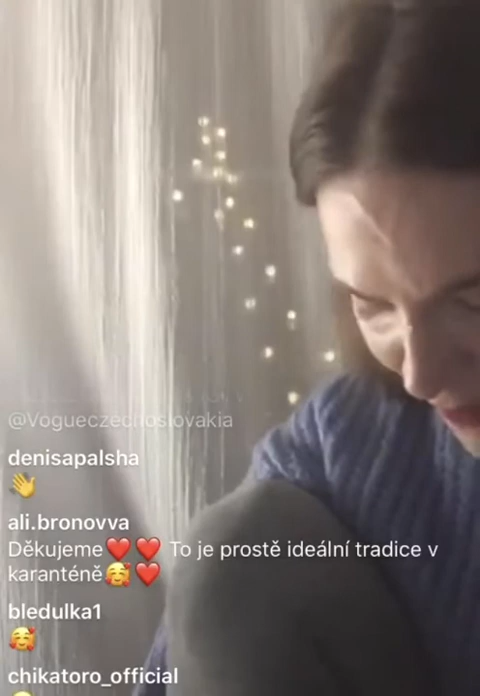 @Vogueczechoslovakia
denisapalsha
👋
ali.bronovva
Děkujeme❤️❤️ To je prostě ideální tradice v
karanténě🥰❤️
bledulka1
🥰
chikatoro_official